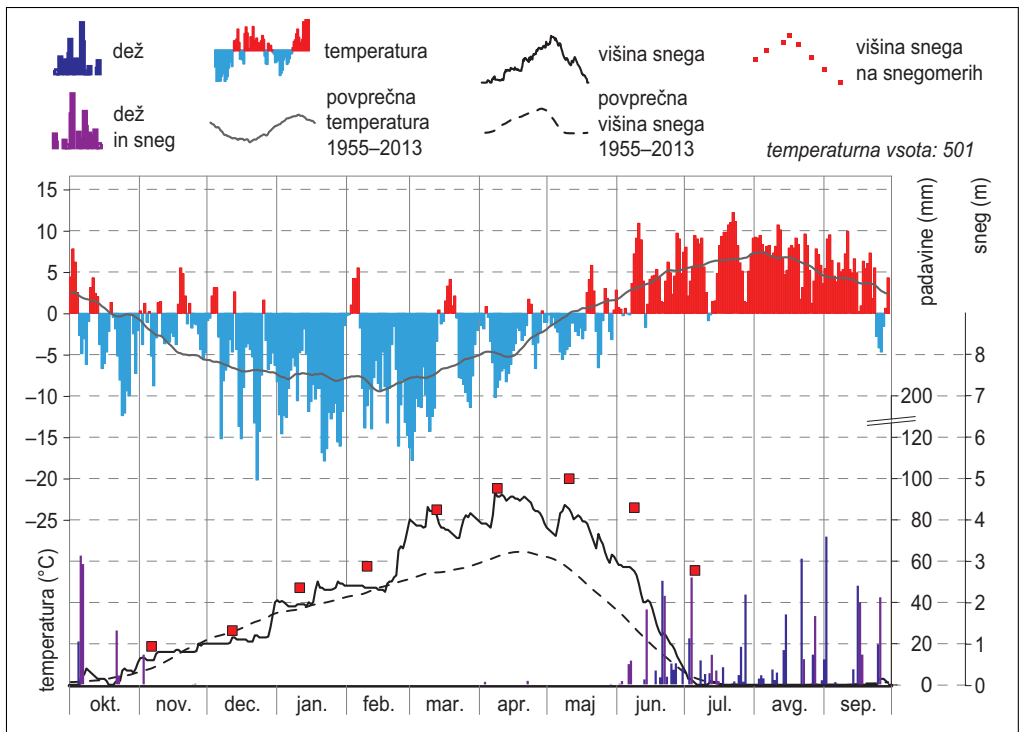 dež
temperatura
višina snega
višina snega
na snegomerih
dež
in sneg
povprečna
temperatura
1955–2013
povprečna
višina snega
1955–2013
temperaturna vsota: 501
15
10
5
0
−5
−10
−15
−20
−25
temperatura (°C)
padavine (mm)
200
120
100
80
60
40
20
0
sneg (m)
8
7
6
5
4
3
2
1
0
okt.
nov.
dec.
jan.
feb.
mar.
apr.
maj
jun.
jul.
avg.
sep.